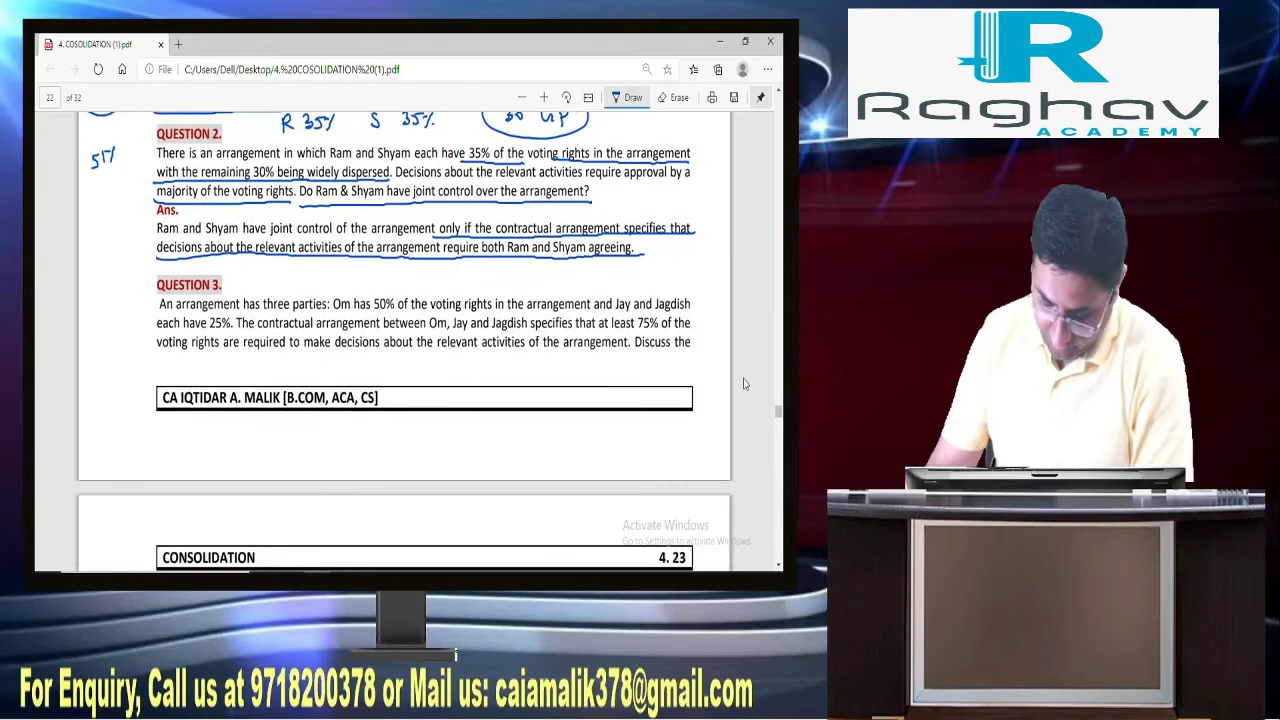 4. COSOLIDATION (1).pdf
File C:/Users/Dell/Desktop/4.%20COSOLIDATION%20(1).pdf
22 of 32
Draw Erase
R 35% S 35%
51%
QUESTION 2.
There is an arrangement in which Ram and Shyam each have 35% of the voting rights in the arrangement
with the remaining 30% being widely dispersed. Decisions about the relevant activities require approval by a
majority of the voting rights. Do Ram & Shyam have joint control over the arrangement?
Ans.
Ram and Shyam have joint control of the arrangement only if the contractual arrangement specifies that
decisions about the relevant activities of the arrangement require both Ram and Shyam agreeing.
QUESTION 3.
An arrangement has three parties: Om has 50% of the voting rights in the arrangement and Jay and Jagdish
each have 25%. The contractual arrangement between Om, Jay and Jagdish specifies that at least 75% of the
voting rights are required to make decisions about the relevant activities of the arrangement. Discuss the
CA IQTIDAR A. MALIK [B.COM, ACA, CS]
Activate Windows
Go to Settings to activate Windows.
CONSOLIDATION 4. 23
R
Raghav
ACADEMY
For Enquiry, Call us at 9718200378 or Mail us: caiamalik378@gmail.com